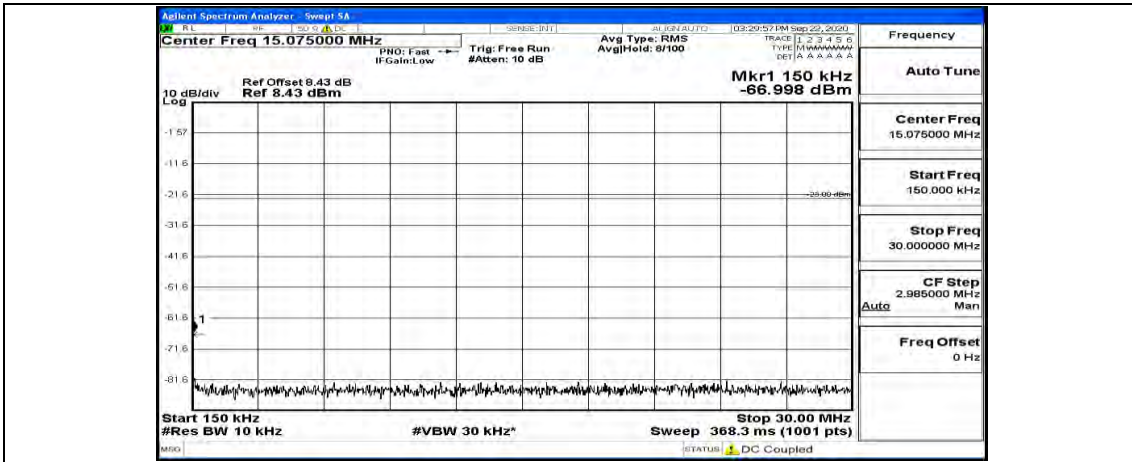 Agilent Spectrum Analyzer - Swept SA
RL RF 50 Ω DC SENSE:INT ALIGN AUTO 03:29:57 PM Sep 22, 2020
Center Freq 15.075000 MHz
PNO: Fast
IFGain:Low
Trig: Free Run
#Atten: 10 dB
Avg Type: RMS
Avg|Hold: 8/100
TRACE 1 2 3 4 5 6
TYPE M WWWWW
DET A A A A A A
Frequency
Auto Tune
Mkr1 150 kHz
-66.998 dBm
Ref Offset 8.43 dB
10 dB/div Ref 8.43 dBm
Log
-1.57
-11.6
-21.6
-25.00 dBm
-31.6
-41.6
-51.6
-61.6
1
-71.6
-81.6
Center Freq
15.075000 MHz
Start Freq
150.000 kHz
Stop Freq
30.000000 MHz
CF Step
2.985000 MHz
Auto Man
Freq Offset
0 Hz
Start 150 kHz Stop 30.00 MHz
#Res BW 10 kHz #VBW 30 kHz* Sweep 368.3 ms (1001 pts)
MSG STATUS DC Coupled